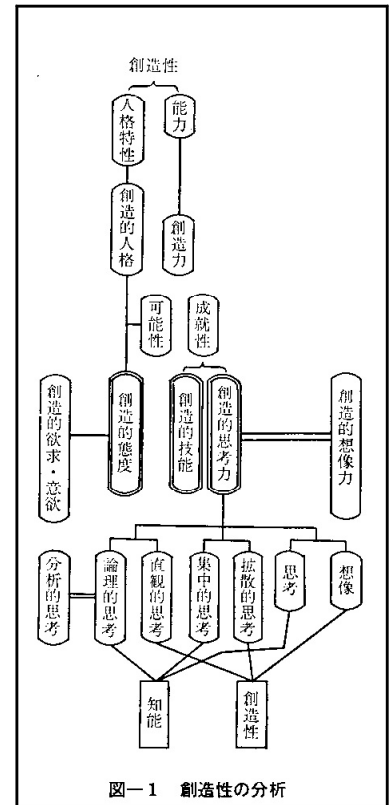 創造性
人格特性
能力
創造的人格
創造力
可能性
成就性
創造的欲求・意欲
創造的態度
創造的技能
創造的思考力
創造的想像力
分析的思考
論理的思考
直観的思考
集中的思考
拡散的思考
思考
想像
知能
創造性
図—1 創造性の分析